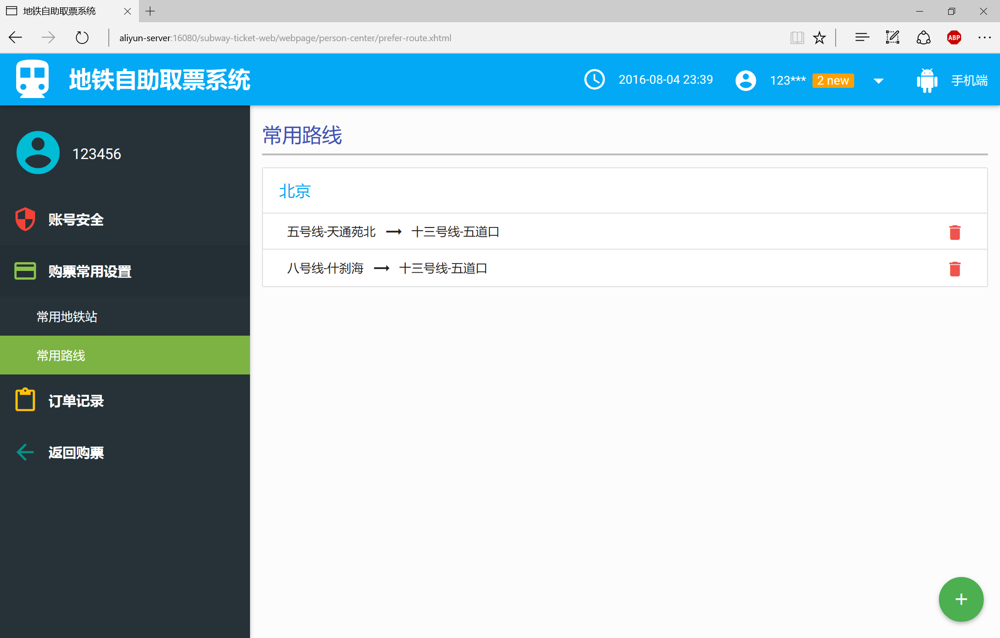 地铁自助取票系统
aliyun-server:16080/subway-ticket-web/webpage/person-center/prefer-route.xhtml
ABP
地铁自助取票系统
2016-08-04 23:39
123***
2 new
手机端
123456
账号安全
购票常用设置
常用地铁站
常用路线
订单记录
返回购票
常用路线
北京
五号线-天通苑北 → 十三号线-五道口
八号线-什刹海 → 十三号线-五道口